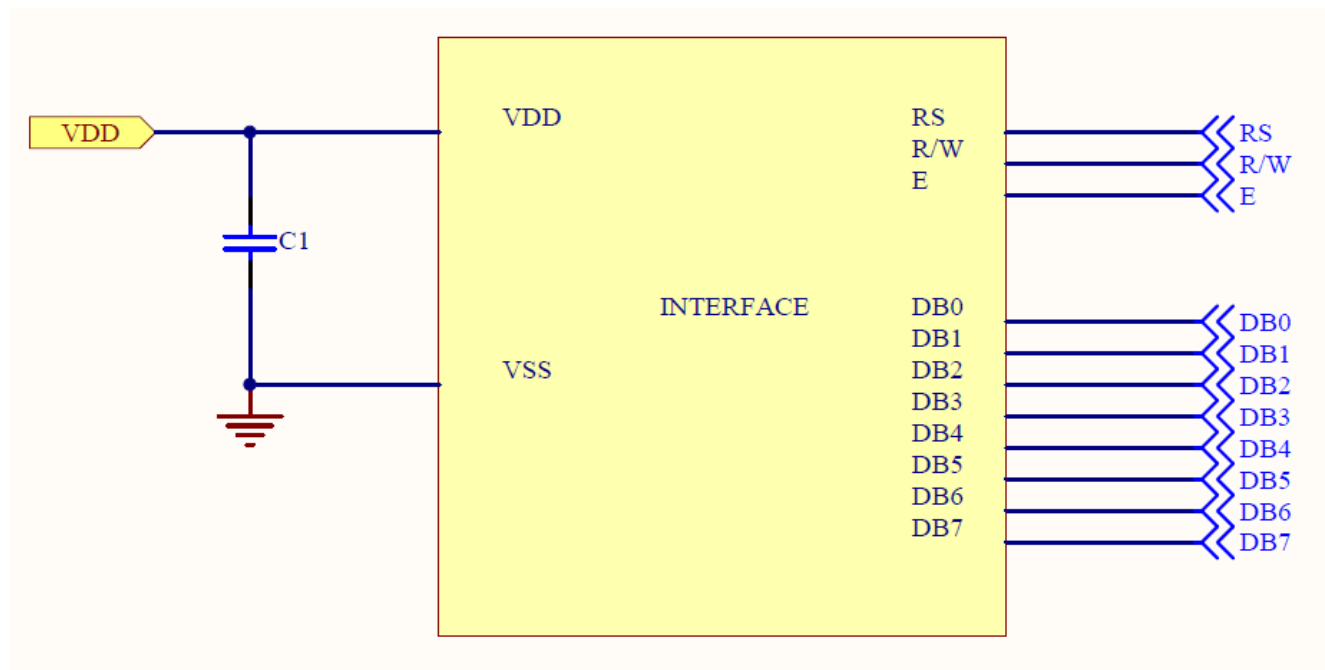 VDD
C1
VDD
VSS
INTERFACE
RS
R/W
E
DB0
DB1
DB2
DB3
DB4
DB5
DB6
DB7
RS
R/W
E
DB0
DB1
DB2
DB3
DB4
DB5
DB6
DB7